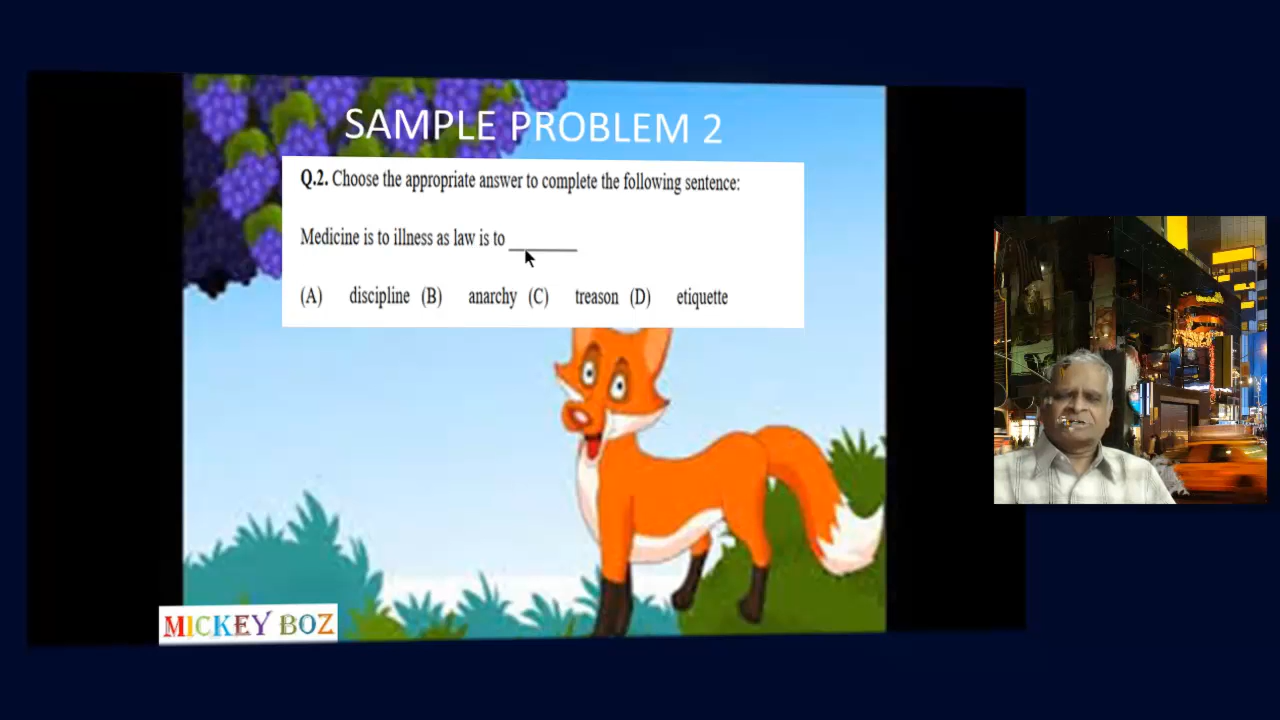 SAMPLE PROBLEM 2
Q.2. Choose the appropriate answer to complete the following sentence:
Medicine is to illness as law is to ________
(A) discipline (B) anarchy (C) treason (D) etiquette
MICKEY BOZ